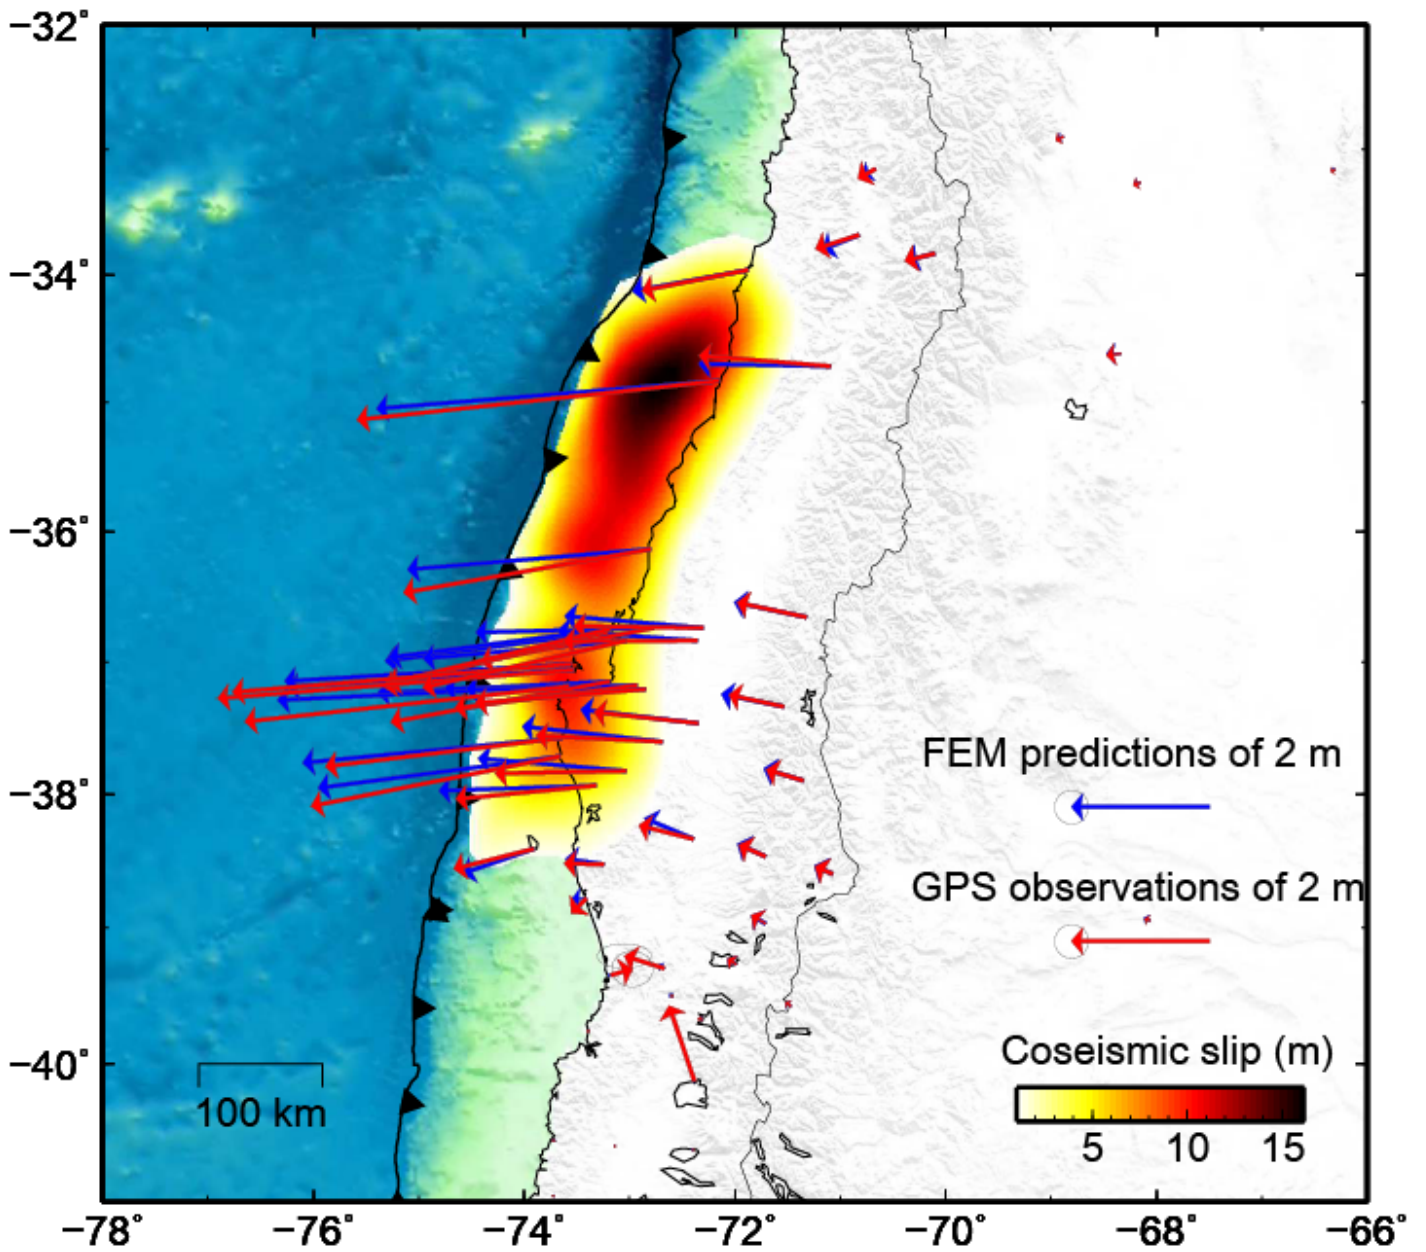 −32°
−34°
−36°
−38°
−40°
FEM predictions of 2 m
GPS observations of 2 m
Coseismic slip (m)
5 10 15
100 km
−78° −76° −74° −72° −70° −68° −66°